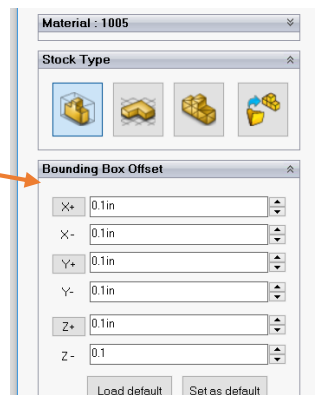 Material : 1005
Stock Type
Bounding Box Offset
X+ 0.1in
X- 0.1in
Y+ 0.1in
Y- 0.1in
Z+ 0.1in
Z- 0.1
Load default Set as default